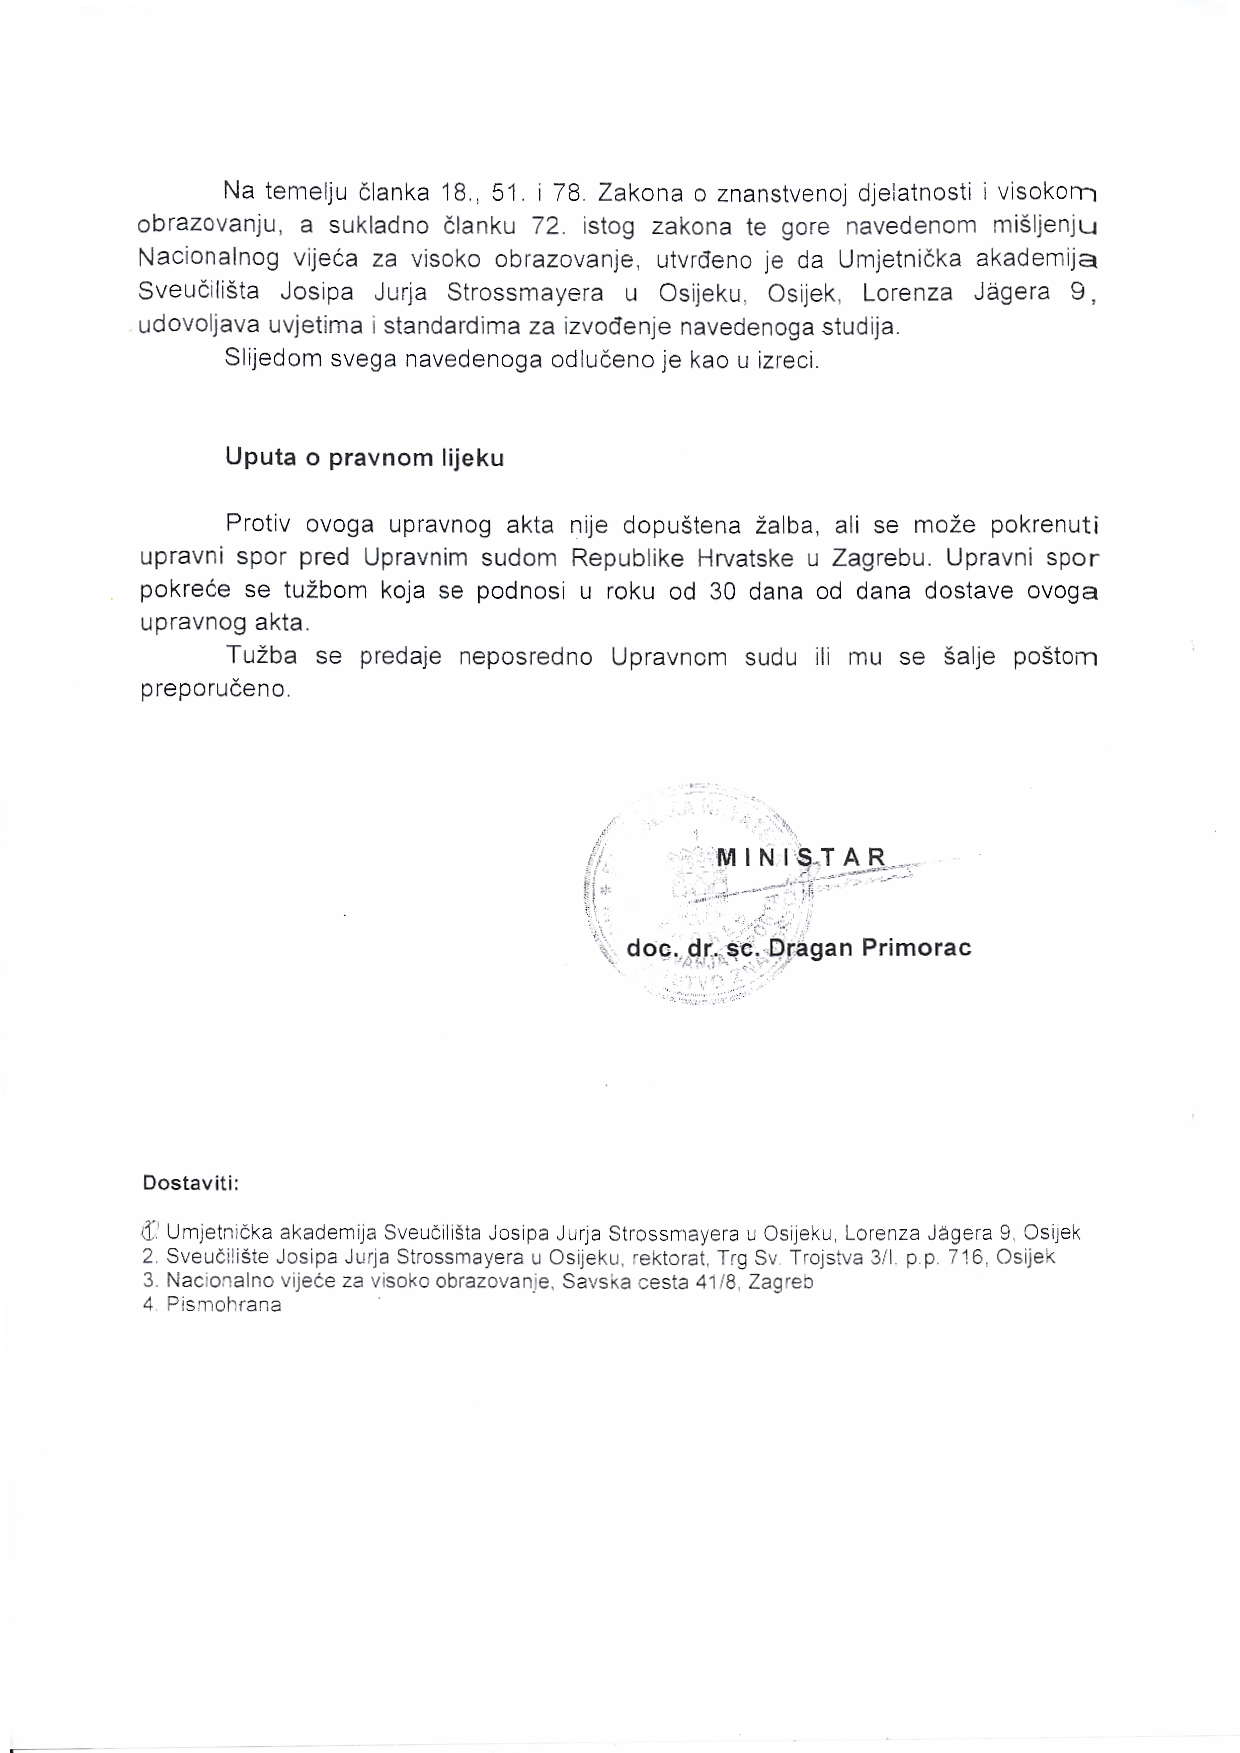 Na temelju članka 18., 51. i 78. Zakona o znanstvenoj djelatnosti i visokom
obrazovanju, a sukladno članku 72. istog zakona te gore navedenom mišljenju
Nacionalnog vijeća za visoko obrazovanje, utvrđeno je da Umjetnička akademija
Sveučilišta Josipa Jurja Strossmayera u Osijeku, Osijek, Lorenza Jägera 9,
udovoljava uvjetima i standardima za izvođenje navedenoga studija.
Slijedom svega navedenoga odlučeno je kao u izreci.
Uputa o pravnom lijeku
Protiv ovoga upravnog akta nije dopuštena žalba, ali se može pokrenuti
upravni spor pred Upravnim sudom Republike Hrvatske u Zagrebu. Upravni spor
pokreće se tužbom koja se podnosi u roku od 30 dana od dana dostave ovoga
upravnog akta.
Tužba se predaje neposredno Upravnom sudu ili mu se šalje poštom
preporučeno.
MINISTAR
doc. dr. sc. Dragan Primorac
Dostaviti:
1. Umjetnička akademija Sveučilišta Josipa Jurja Strossmayera u Osijeku, Lorenza Jägera 9, Osijek
2. Sveučilište Josipa Jurja Strossmayera u Osijeku, rektorat, Trg Sv. Trojstva 3/I, p.p. 716, Osijek
3. Nacionalno vijeće za visoko obrazovanje, Savska cesta 41/8, Zagreb
4. Pismohrana